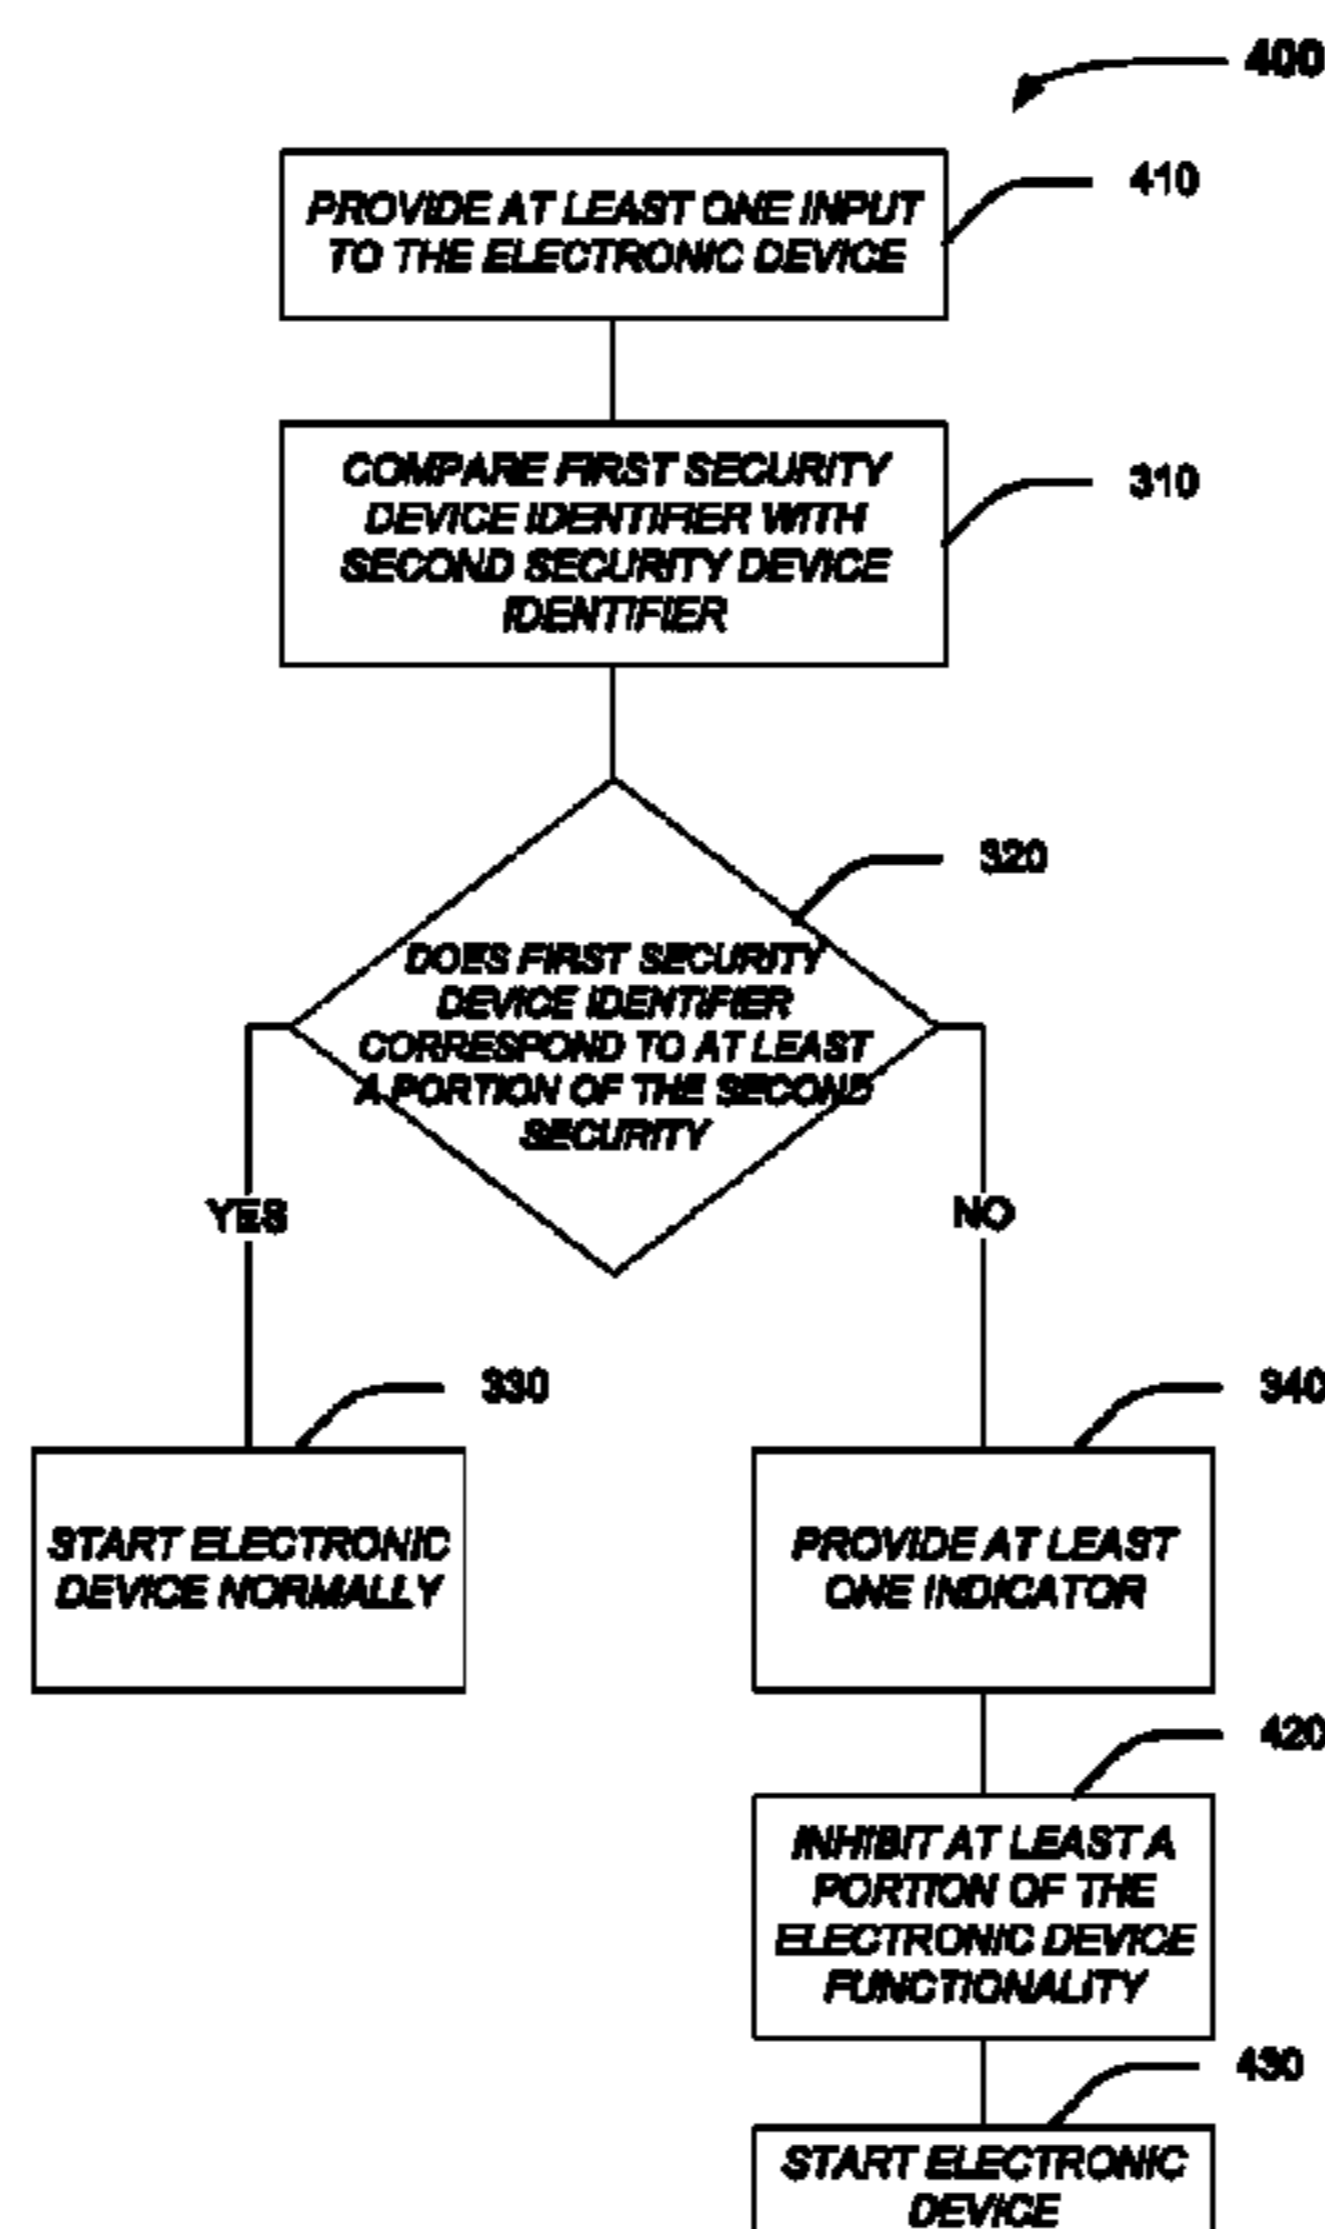 400
PROVIDE AT LEAST ONE INPUT
TO THE ELECTRONIC DEVICE
410
COMPARE FIRST SECURITY
DEVICE IDENTIFIER WITH
SECOND SECURITY DEVICE
IDENTIFIER
310
320
DOES FIRST SECURITY
DEVICE IDENTIFIER
CORRESPOND TO AT LEAST
A PORTION OF THE SECOND
SECURITY
YES
NO
330
340
START ELECTRONIC
DEVICE NORMALLY
PROVIDE AT LEAST
ONE INDICATOR
420
INHIBIT AT LEAST A
PORTION OF THE
ELECTRONIC DEVICE
FUNCTIONALITY
430
START ELECTRONIC
DEVICE